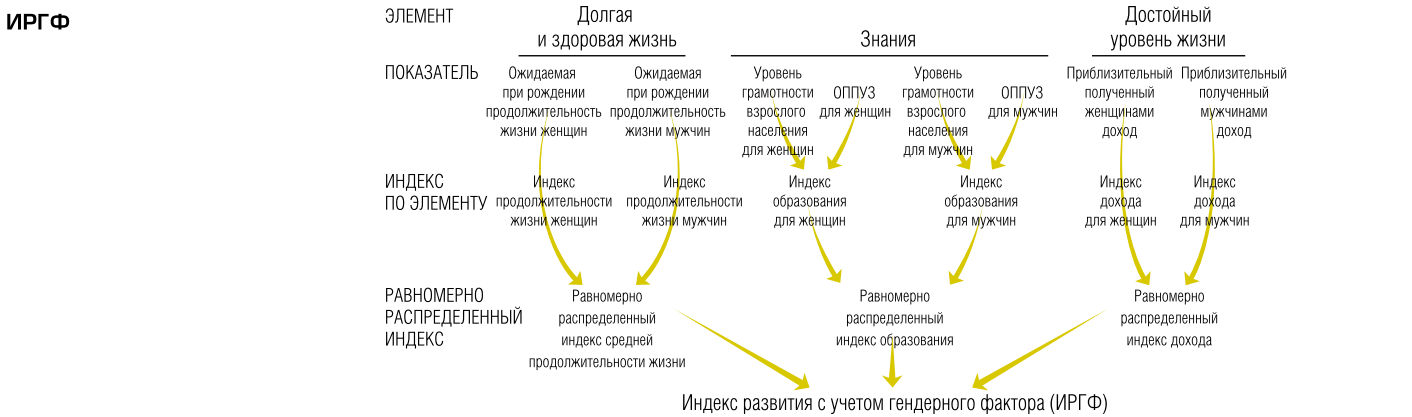 ИРГФ
ЭЛЕМЕНТ
Долгая
и здоровая жизнь
Знания
Достойный
уровень жизни
ПОКАЗАТЕЛЬ
Ожидаемая
при рождении
продолжительность
жизни женщин
Ожидаемая
при рождении
продолжительность
жизни мужчин
Уровень
грамотности
взрослого
населения
для женщин
ОППУЗ
для женщин
Уровень
грамотности
взрослого
населения
для мужчин
ОППУЗ
для мужчин
Приблизительный
полученный
женщинами
доход
Приблизительный
полученный
мужчинами
доход
ИНДЕКС
ПО ЭЛЕМЕНТУ
Индекс
продолжительности
жизни женщин
Индекс
продолжительности
жизни мужчин
Индекс
образования
для женщин
Индекс
образования
для мужчин
Индекс
дохода
для женщин
Индекс
дохода
для мужчин
РАВНОМЕРНО
РАСПРЕДЕЛЕННЫЙ
ИНДЕКС
Равномерно
распределенный
индекс средней
продолжительности жизни
Равномерно
распределенный
индекс образования
Равномерно
распределенный
индекс дохода
Индекс развития с учетом гендерного фактора (ИРГФ)